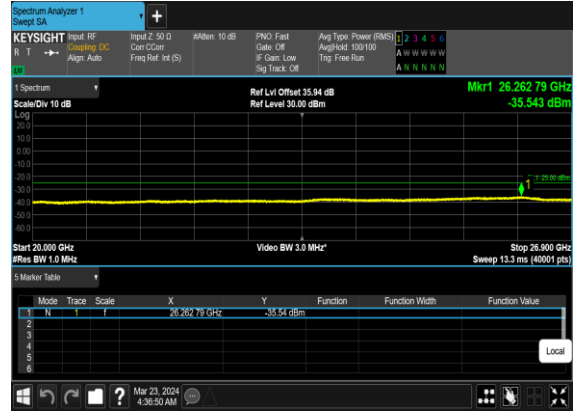 Spectrum Analyzer 1
Swept SA
+
KEYSIGHT Input: RF Input Z: 50 Ω #Atten: 10 dB PNO: Fast Avg Type: Power (RMS) 1 2 3 4 5 6
R T Coupling: DC Corr CCorr Gate: Off Avg|Hold: 100/100 A W W W W W
Align: Auto Freq Ref: Int (S) IF Gain: Low Trig: Free Run
Sig Track: Off A N N N N N
1 Spectrum Ref Lvl Offset 35.94 dB Mkr1 26.262 79 GHz
Scale/Div 10 dB Ref Level 30.00 dBm -35.543 dBm
Log
20.0
10.0
0.00
-10.0
-20.0
-30.0
-40.0
-50.0
-60.0
1
-25.00 dBm
Start 20.000 GHz Video BW 3.0 MHz* Stop 26.900 GHz
#Res BW 1.0 MHz Sweep 13.3 ms (40001 pts)
5 Marker Table
Mode Trace Scale X Y Function Function Width Function Value
1 N 1 f 26.262 79 GHz -35.54 dBm
2
3
4
5
6
Local
? Mar 23, 2024
4:36:50 AM